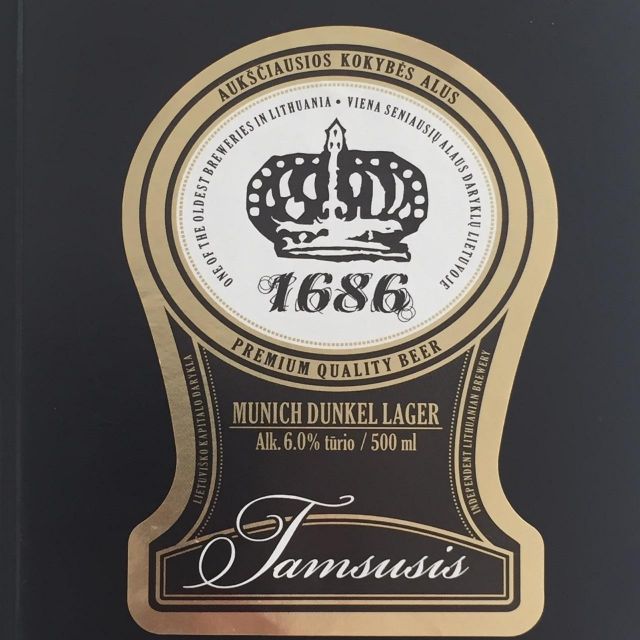 AUKŠČIAUSIOS KOKYBĖS ALUS
ONE OF THE OLDEST BREWERIES IN LITHUANIA • VIENA SENIAUSIŲ ALAUS DARYKLŲ LIETUVOJE
1686
PREMIUM QUALITY BEER
LIETUVIŠKO KAPITALO DARYKLA
INDEPENDENT LITHUANIAN BREWERY
MUNICH DUNKEL LAGER
Alk. 6.0% tūrio / 500 ml
Tamsusis